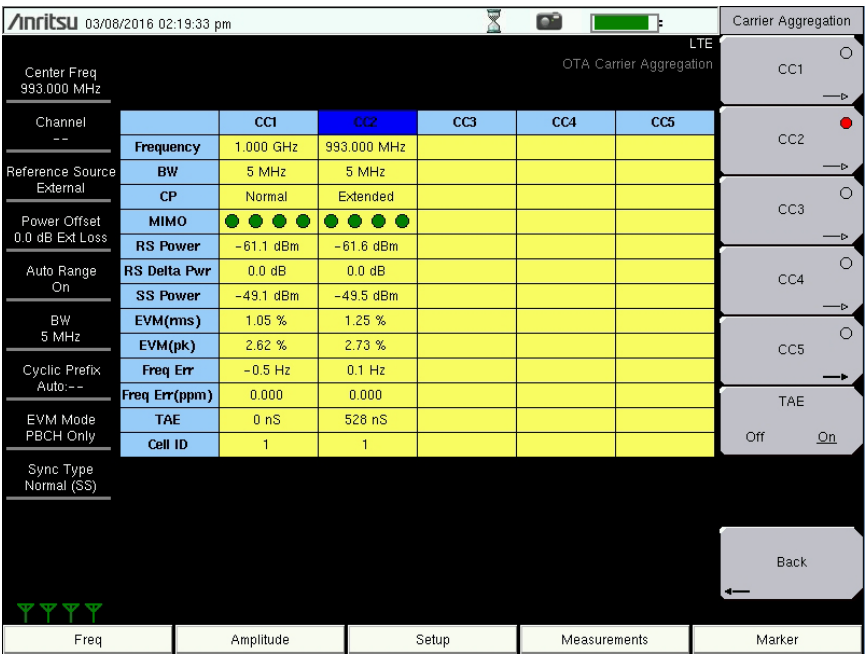 Anritsu 03/08/2016 02:19:33 pm
Carrier Aggregation
LTE
OTA Carrier Aggregation
Center Freq
993.000 MHz
Channel
--
Reference Source
External
Power Offset
0.0 dB Ext Loss
Auto Range
On
BW
5 MHz
Cyclic Prefix
Auto:--
EVM Mode
PBCH Only
Sync Type
Normal (SS)
CC1 CC2 CC3 CC4 CC5
Frequency 1.000 GHz 993.000 MHz
BW 5 MHz 5 MHz
CP Normal Extended
MIMO
RS Power -61.1 dBm -61.6 dBm
RS Delta Pwr 0.0 dB 0.0 dB
SS Power -49.1 dBm -49.5 dBm
EVM(rms) 1.05 % 1.25 %
EVM(pk) 2.62 % 2.73 %
Freq Err -0.5 Hz 0.1 Hz
Freq Err(ppm) 0.000 0.000
TAE 0 nS 528 nS
Cell ID 1 1
CC1
CC2
CC3
CC4
CC5
TAE
Off On
Back
Freq Amplitude Setup Measurements Marker